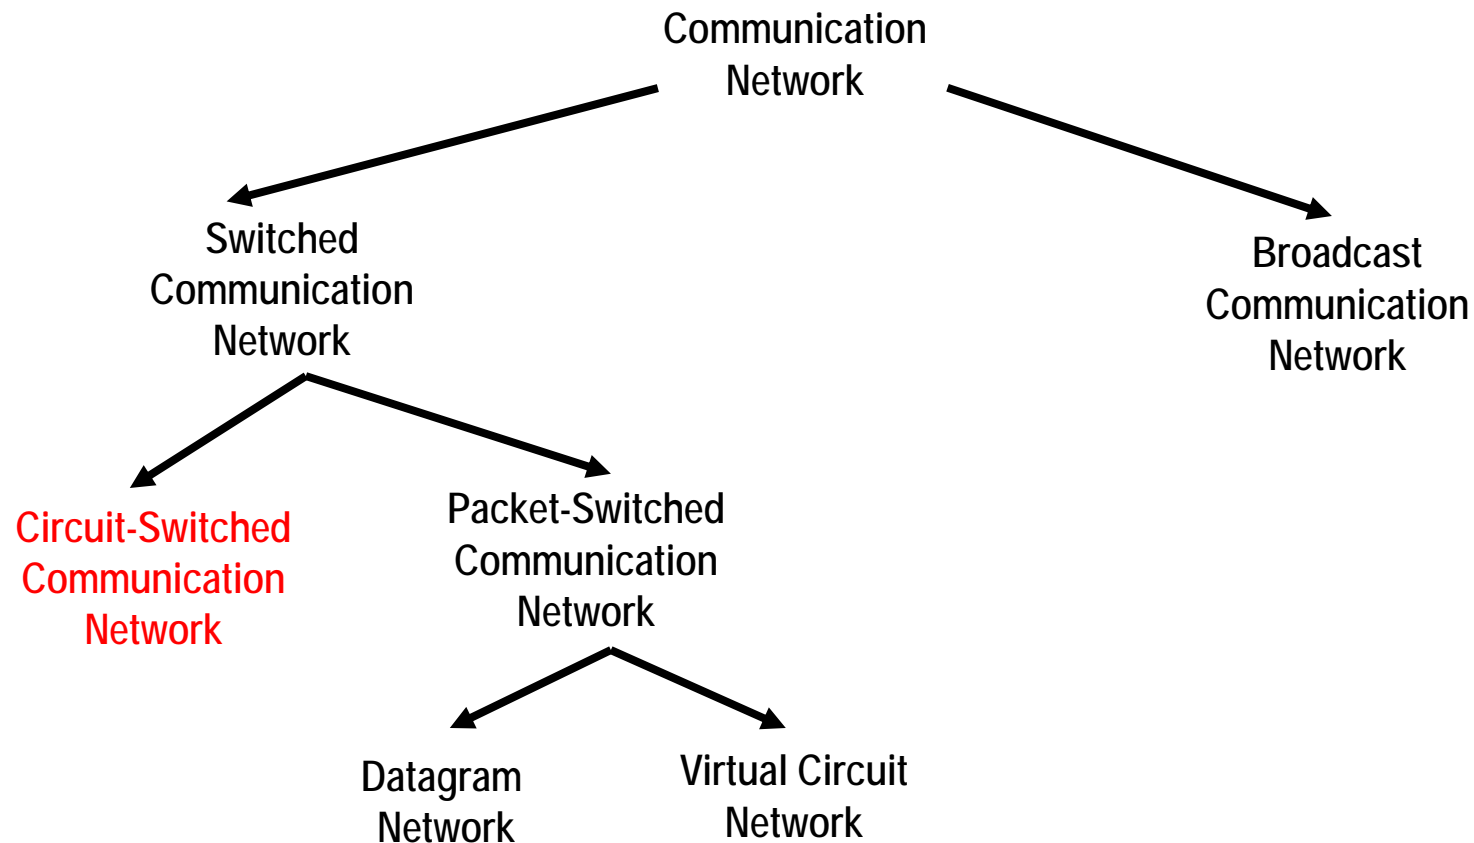 Communication
Network
Switched
Communication
Network
Broadcast
Communication
Network
Circuit-Switched
Communication
Network
Packet-Switched
Communication
Network
Datagram
Network
Virtual Circuit
Network